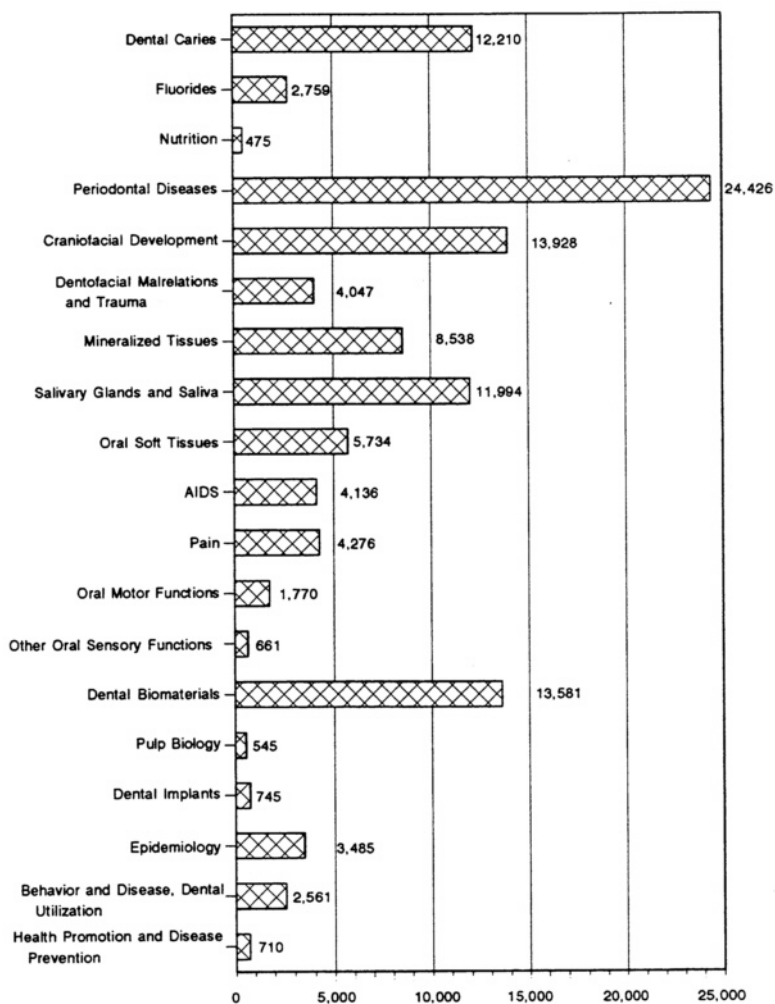 Dental Caries 12,210
Fluorides 2,759
Nutrition 475
Periodontal Diseases 24,426
Craniofacial Development 13,928
Dentofacial Malrelations
and Trauma 4,047
Mineralized Tissues 8,538
Salivary Glands and Saliva 11,994
Oral Soft Tissues 5,734
AIDS 4,136
Pain 4,276
Oral Motor Functions 1,770
Other Oral Sensory Functions 661
Dental Biomaterials 13,581
Pulp Biology 545
Dental Implants 745
Epidemiology 3,485
Behavior and Disease, Dental
Utilization 2,561
Health Promotion and Disease
Prevention 710
0 5,000 10,000 15,000 20,000 25,000